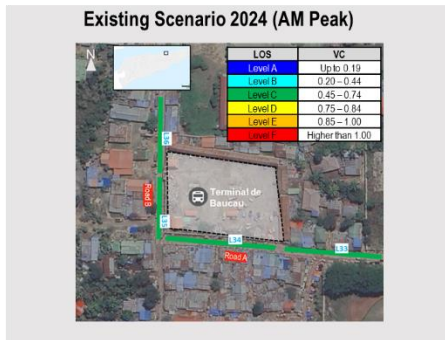 Existing Scenario 2024 (AM Peak)
N
LOS VC
Level A Up to 0.19
Level B 0.20 – 0.44
Level C 0.45 – 0.74
Level D 0.75 – 0.84
Level E 0.85 – 1.00
Level F Higher than 1.00
L36
Road B
Terminal de
Baucau
L35
L34
L33
Road A